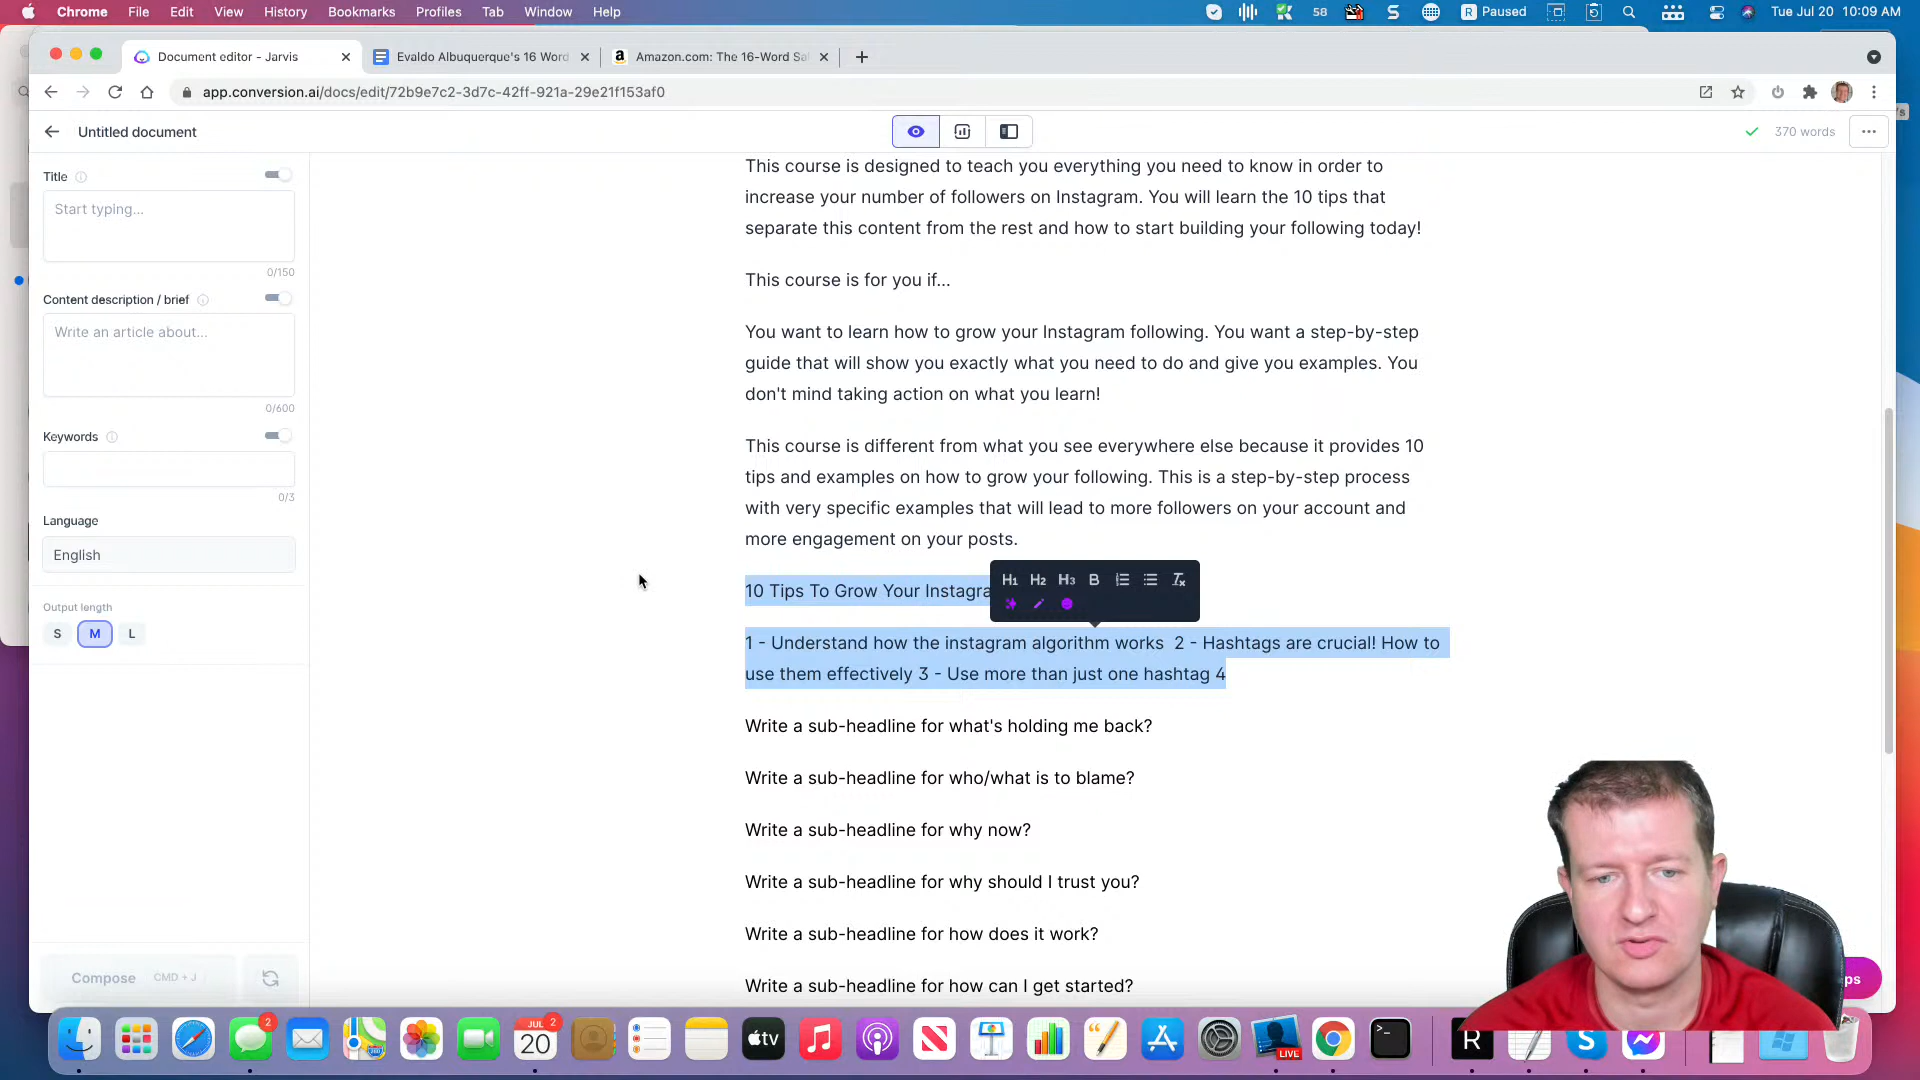 Chrome File Edit View History Bookmarks Profiles Tab Window Help
58
R Paused
Tue Jul 20 10:09 AM
Document editor - Jarvis
Evaldo Albuquerque's 16 Word
Amazon.com: The 16-Word Sa
app.conversion.ai/docs/edit/72b9e7c2-3d7c-42ff-921a-29e21f153af0
Untitled document
370 words
Title
Start typing...
0/150
Content description / brief
Write an article about...
0/600
Keywords
0/3
Language
English
Output length
S M L
Compose CMD + J
This course is designed to teach you everything you need to know in order to
increase your number of followers on Instagram. You will learn the 10 tips that
separate this content from the rest and how to start building your following today!
This course is for you if...
You want to learn how to grow your Instagram following. You want a step-by-step
guide that will show you exactly what you need to do and give you examples. You
don't mind taking action on what you learn!
This course is different from what you see everywhere else because it provides 10
tips and examples on how to grow your following. This is a step-by-step process
with very specific examples that will lead to more followers on your account and
more engagement on your posts.
10 Tips To Grow Your Instagra
H1 H2 H3 B
1 - Understand how the instagram algorithm works 2 - Hashtags are crucial! How to
use them effectively 3 - Use more than just one hashtag 4
Write a sub-headline for what's holding me back?
Write a sub-headline for who/what is to blame?
Write a sub-headline for why now?
Write a sub-headline for why should I trust you?
Write a sub-headline for how does it work?
Write a sub-headline for how can I get started?
ps
2
JUL
20
2
tv
LIVE
R
S